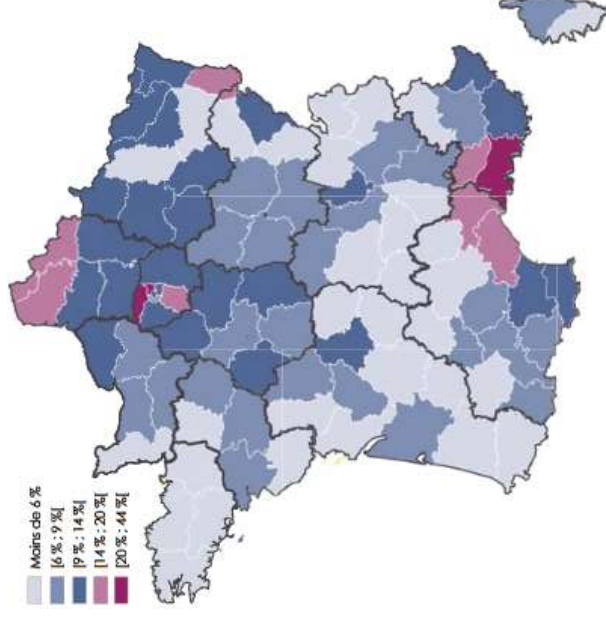 Moins de 6 %
[6 % ; 9 %[
[9 % ; 14 %[
[14 % ; 20 %[
[20 % ; 44 %[